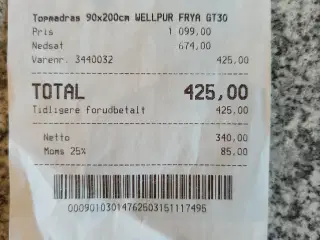 Topmadras 90x200cm WELLPUR FRYA GT30
Pris 1 099,00
Nedsat 674,00
Varenr. 3440032 425,00
TOTAL 425,00
Tidligere forudbetalt 425,00
Netto 340,00
Moms 25% 85,00
00090103014762503151117495